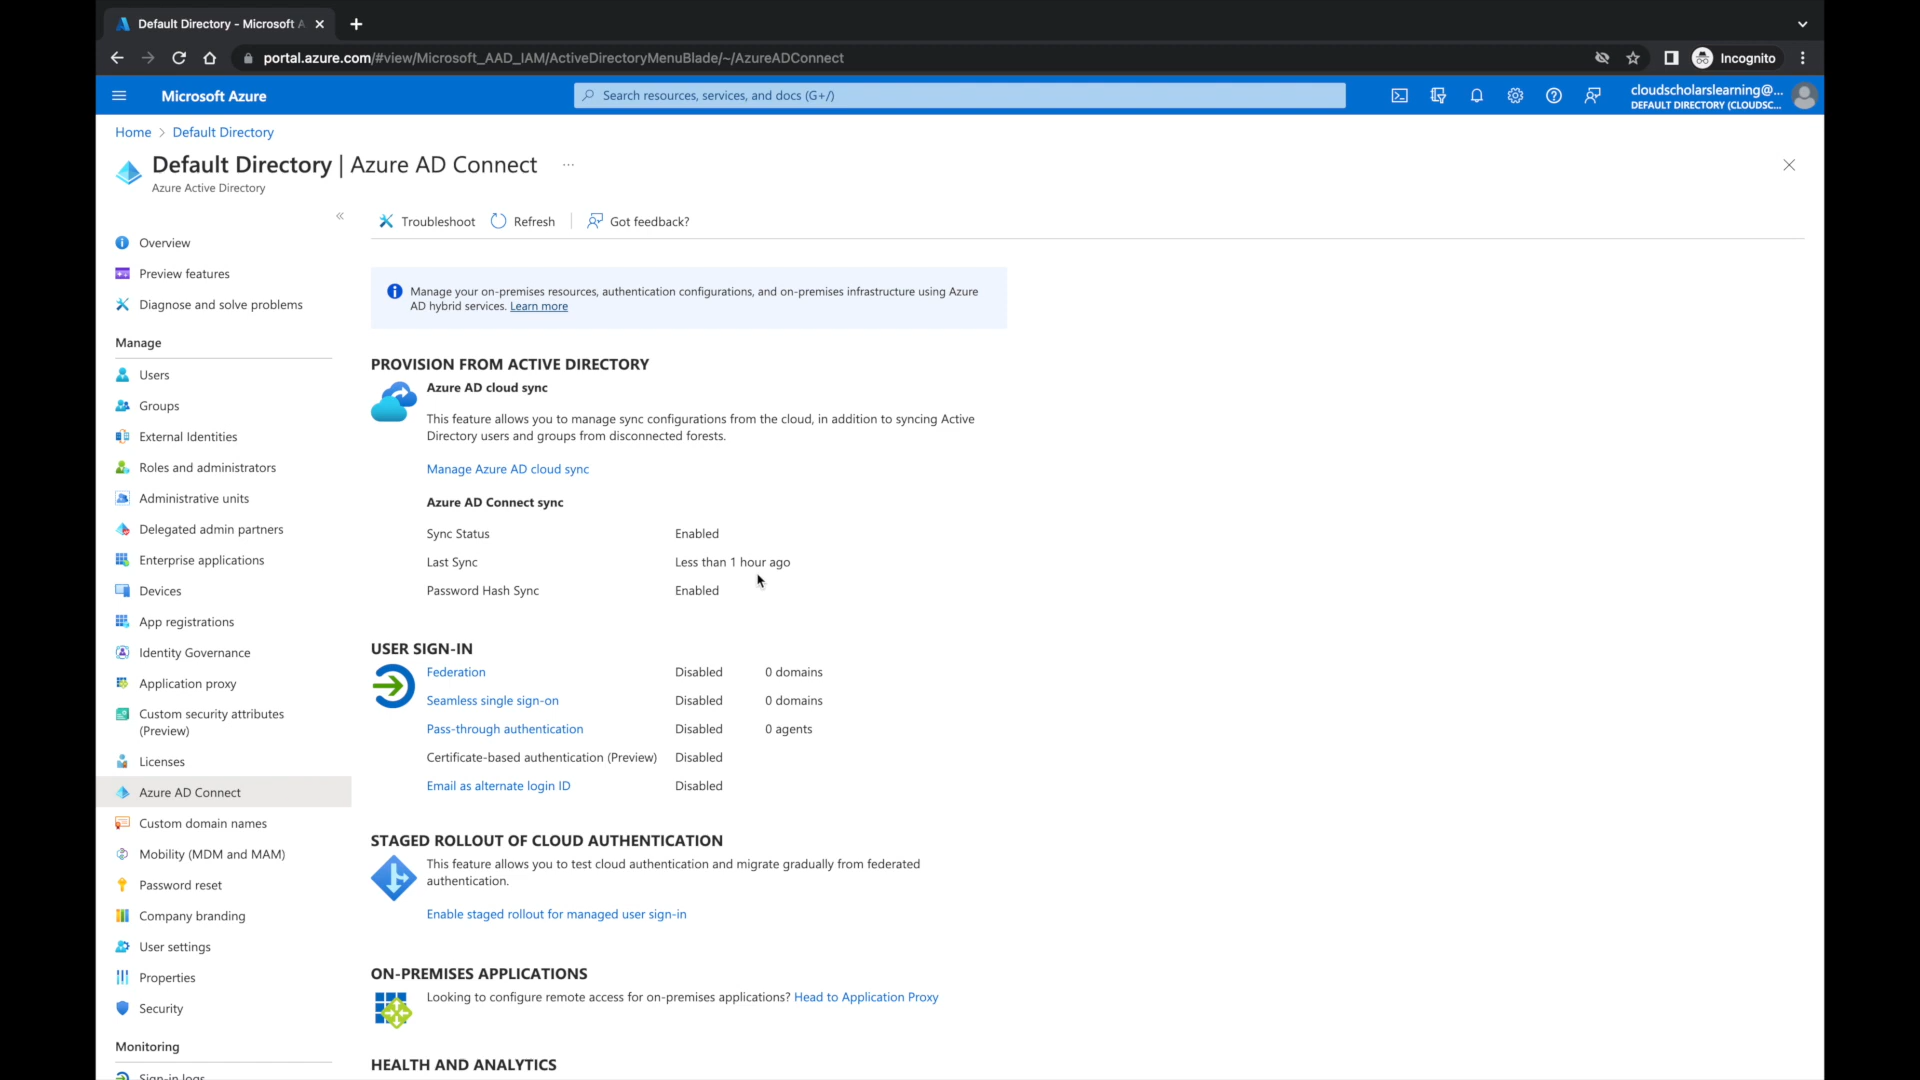 Default Directory - Microsoft A
portal.azure.com/#view/Microsoft_AAD_IAM/ActiveDirectoryMenuBlade/~/AzureADConnect
Incognito
Microsoft Azure
Search resources, services, and docs (G+/)
cloudscholarslearning@...
DEFAULT DIRECTORY (CLOUDSC...
Home > Default Directory
Default Directory | Azure AD Connect ...
Azure Active Directory
«
Overview
Preview features
Diagnose and solve problems
Manage
Users
Groups
External Identities
Roles and administrators
Administrative units
Delegated admin partners
Enterprise applications
Devices
App registrations
Identity Governance
Application proxy
Custom security attributes
(Preview)
Licenses
Azure AD Connect
Custom domain names
Mobility (MDM and MAM)
Password reset
Company branding
User settings
Properties
Security
Monitoring
Sign-in logs
Troubleshoot Refresh Got feedback?
Manage your on-premises resources, authentication configurations, and on-premises infrastructure using Azure
AD hybrid services. Learn more
PROVISION FROM ACTIVE DIRECTORY
Azure AD cloud sync
This feature allows you to manage sync configurations from the cloud, in addition to syncing Active
Directory users and groups from disconnected forests.
Manage Azure AD cloud sync
Azure AD Connect sync
Sync Status Enabled
Last Sync Less than 1 hour ago
Password Hash Sync Enabled
USER SIGN-IN
Federation Disabled 0 domains
Seamless single sign-on Disabled 0 domains
Pass-through authentication Disabled 0 agents
Certificate-based authentication (Preview) Disabled
Email as alternate login ID Disabled
STAGED ROLLOUT OF CLOUD AUTHENTICATION
This feature allows you to test cloud authentication and migrate gradually from federated
authentication.
Enable staged rollout for managed user sign-in
ON-PREMISES APPLICATIONS
Looking to configure remote access for on-premises applications? Head to Application Proxy
HEALTH AND ANALYTICS